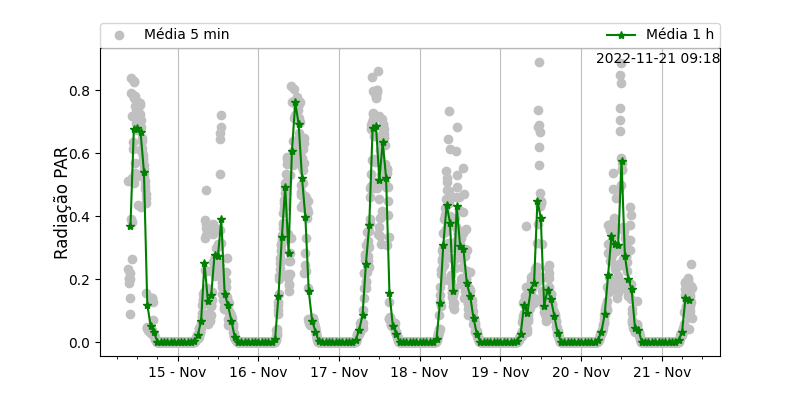 Média 5 min
Média 1 h
2022-11-21 09:18
Radiação PAR
0.8
0.6
0.4
0.2
0.0
15 - Nov
16 - Nov
17 - Nov
18 - Nov
19 - Nov
20 - Nov
21 - Nov